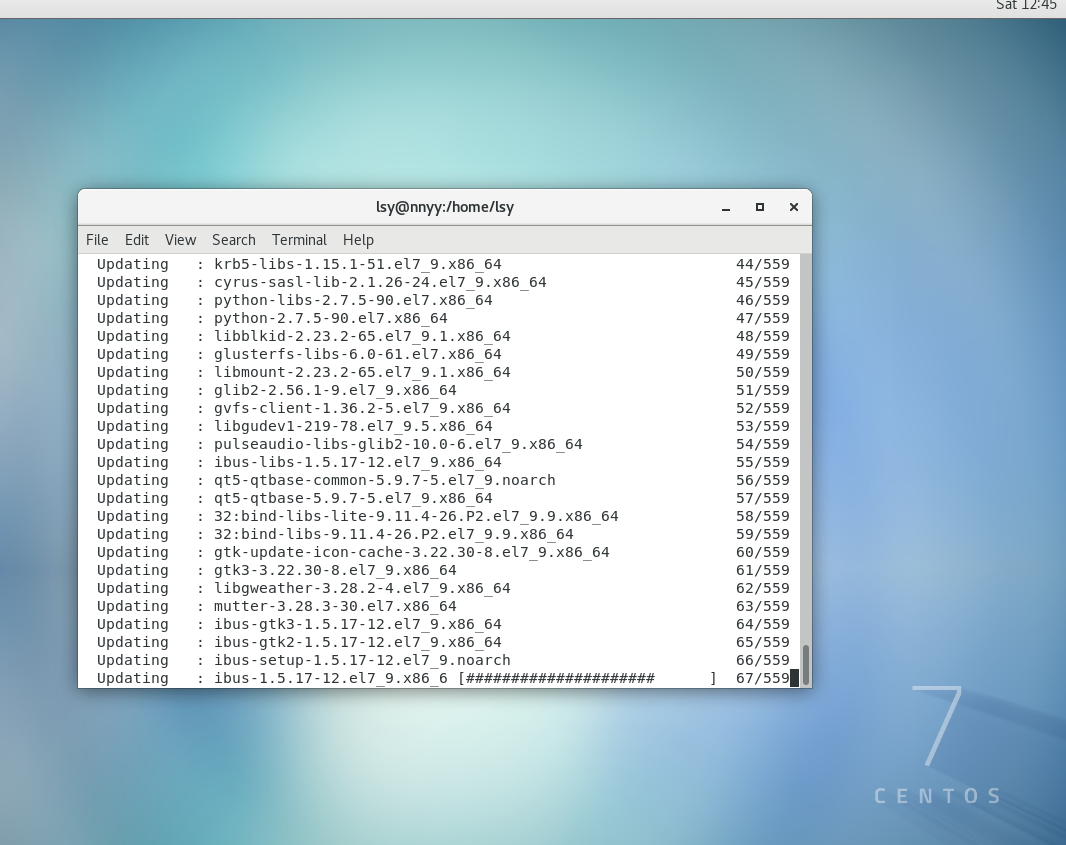 Sat 12:45
lsy@nnyy:/home/lsy
File Edit View Search Terminal Help
Updating : krb5-libs-1.15.1-51.el7_9.x86_64 44/559
Updating : cyrus-sasl-lib-2.1.26-24.el7_9.x86_64 45/559
Updating : python-libs-2.7.5-90.el7.x86_64 46/559
Updating : python-2.7.5-90.el7.x86_64 47/559
Updating : libblkid-2.23.2-65.el7_9.1.x86_64 48/559
Updating : glusterfs-libs-6.0-61.el7.x86_64 49/559
Updating : libmount-2.23.2-65.el7_9.1.x86_64 50/559
Updating : glib2-2.56.1-9.el7_9.x86_64 51/559
Updating : gvfs-client-1.36.2-5.el7_9.x86_64 52/559
Updating : libgudev1-219-78.el7_9.5.x86_64 53/559
Updating : pulseaudio-libs-glib2-10.0-6.el7_9.x86_64 54/559
Updating : ibus-libs-1.5.17-12.el7_9.x86_64 55/559
Updating : qt5-qtbase-common-5.9.7-5.el7_9.noarch 56/559
Updating : qt5-qtbase-5.9.7-5.el7_9.x86_64 57/559
Updating : 32:bind-libs-lite-9.11.4-26.P2.el7_9.9.x86_64 58/559
Updating : 32:bind-libs-9.11.4-26.P2.el7_9.9.x86_64 59/559
Updating : gtk-update-icon-cache-3.22.30-8.el7_9.x86_64 60/559
Updating : gtk3-3.22.30-8.el7_9.x86_64 61/559
Updating : libgweather-3.28.2-4.el7_9.x86_64 62/559
Updating : mutter-3.28.3-30.el7.x86_64 63/559
Updating : ibus-gtk3-1.5.17-12.el7_9.x86_64 64/559
Updating : ibus-gtk2-1.5.17-12.el7_9.x86_64 65/559
Updating : ibus-setup-1.5.17-12.el7_9.noarch 66/559
Updating : ibus-1.5.17-12.el7_9.x86_6 [##################### ] 67/559
7
CENTOS